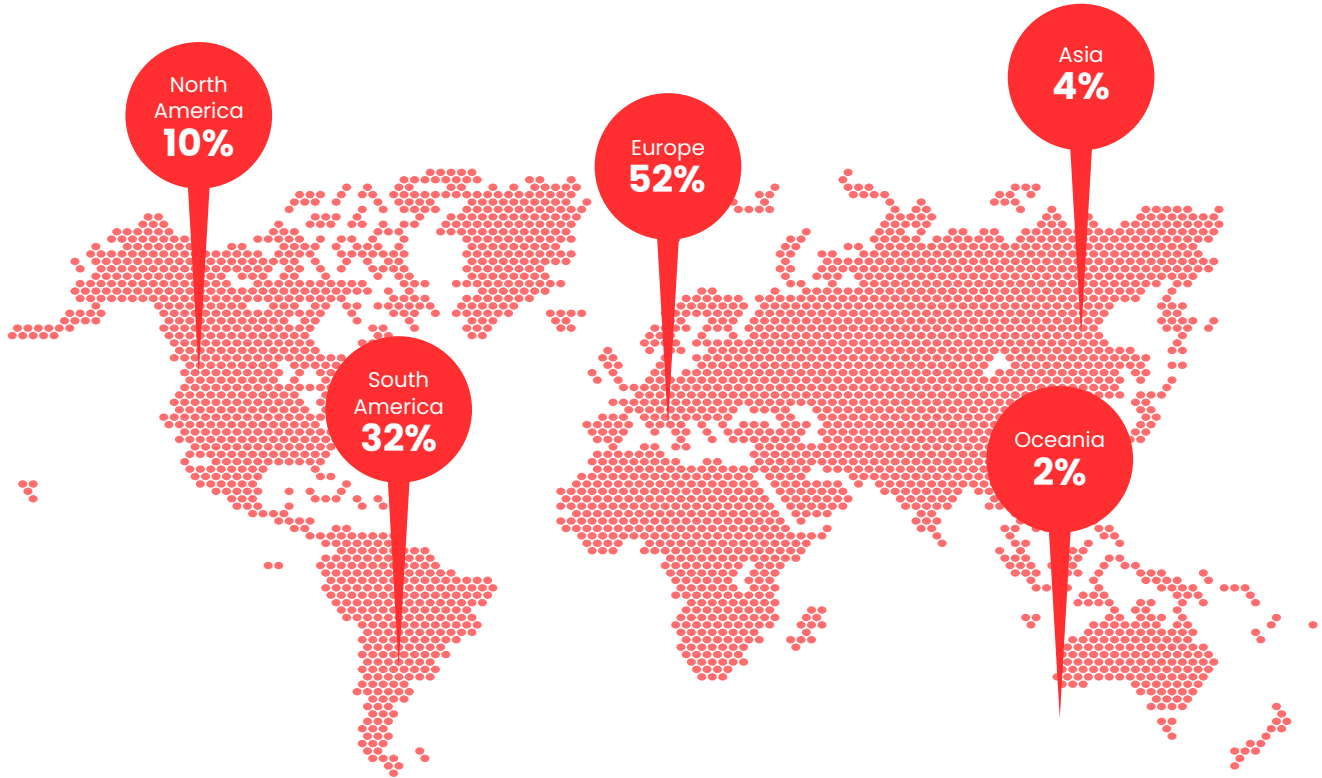 North
America
10%
Europe
52%
Asia
4%
South
America
32%
Oceania
2%